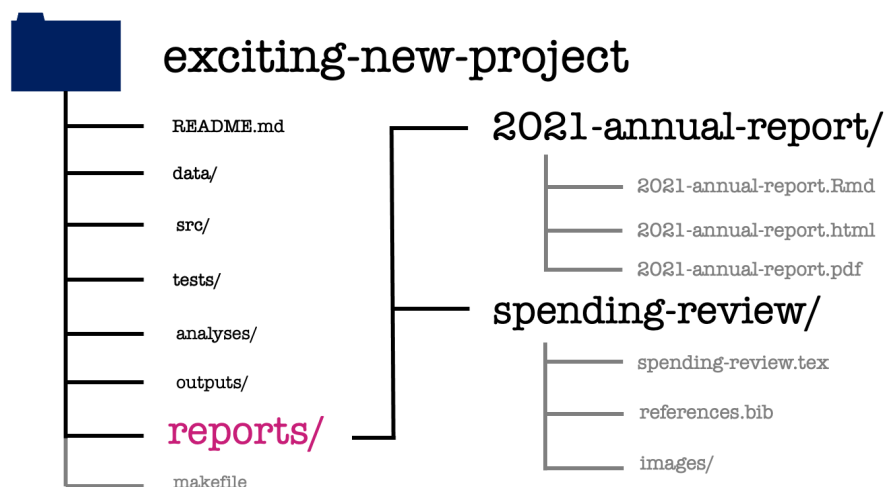 exciting-new-project
README.md
data/
src/
tests/
analyses/
outputs/
reports/
makefile
2021-annual-report/
2021-annual-report.Rmd
2021-annual-report.html
2021-annual-report.pdf
spending-review/
spending-review.tex
references.bib
images/